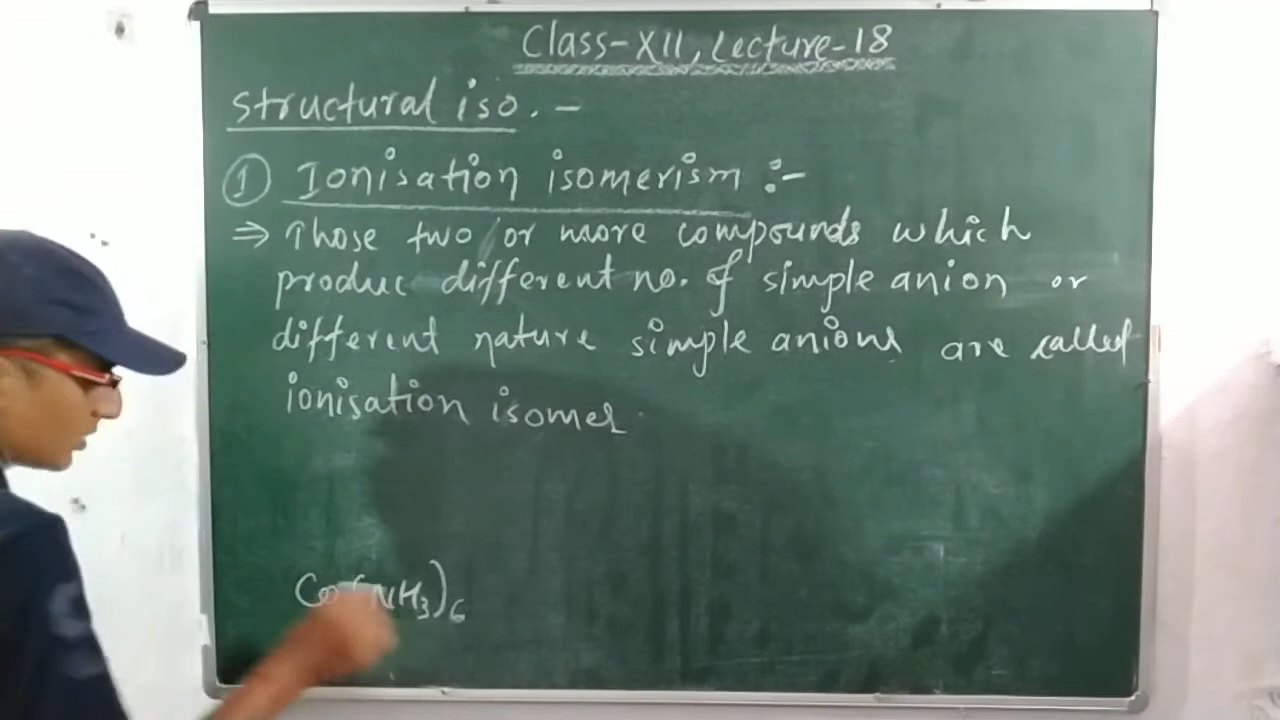 Class-XII, Lecture-18
Structural iso. -
① Ionisation isomerism :-
⇒ Those two or more compounds which
produc different no. of simple anion or
different nature simple anions are called
ionisation isomer
Co(NH₃)₆